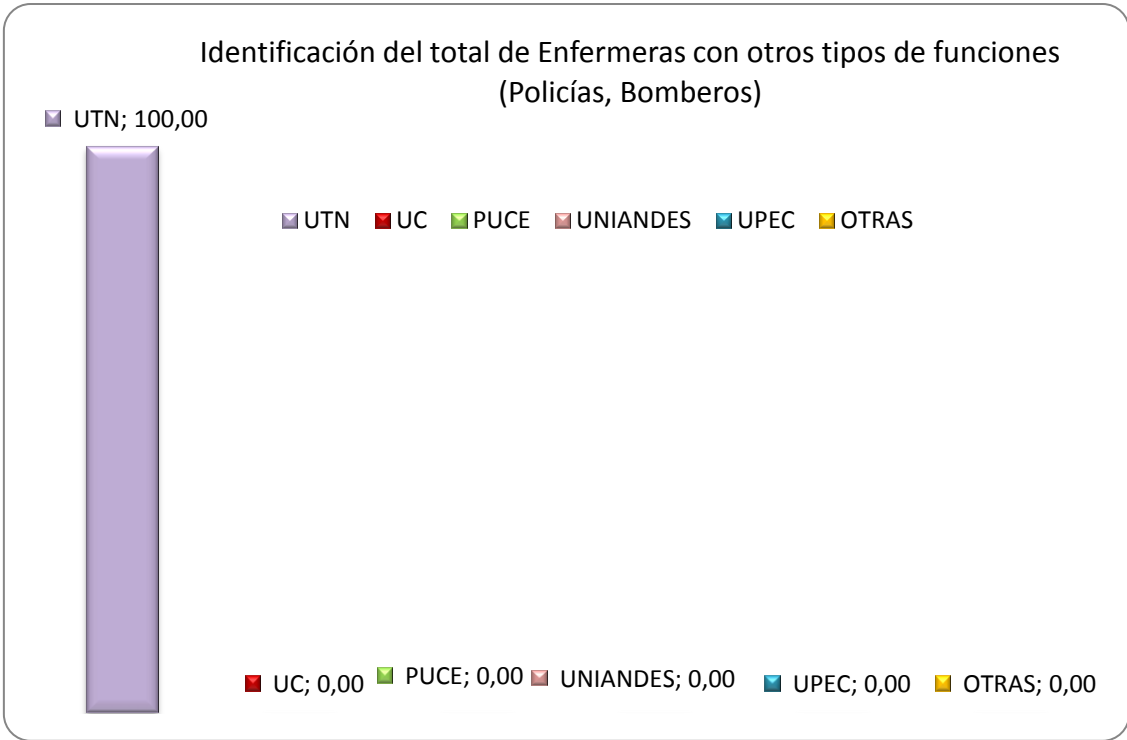 Identificación del total de Enfermeras con otros tipos de funciones
(Policías, Bomberos)
UTN; 100,00
UTN UC PUCE UNIANDES UPEC OTRAS
UC; 0,00 PUCE; 0,00 UNIANDES; 0,00 UPEC; 0,00 OTRAS; 0,00